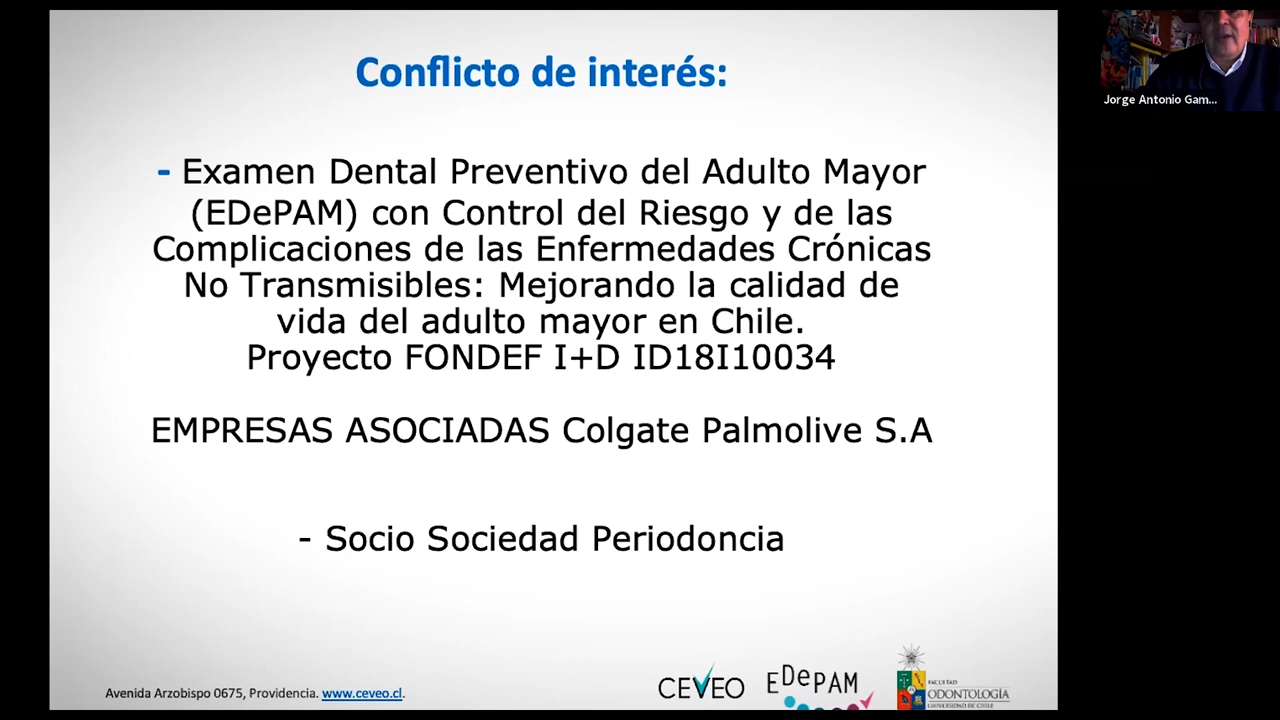 Conflicto de interés:
- Examen Dental Preventivo del Adulto Mayor
(EDePAM) con Control del Riesgo y de las
Complicaciones de las Enfermedades Crónicas
No Transmisibles: Mejorando la calidad de
vida del adulto mayor en Chile.
Proyecto FONDEF I+D ID18I10034
EMPRESAS ASOCIADAS Colgate Palmolive S.A
- Socio Sociedad Periodoncia
Avenida Arzobispo 0675, Providencia. www.ceveo.cl.
CEVEO
EDePAM
FACULTAD
ODONTOLOGÍA
UNIVERSIDAD DE CHILE
Jorge Antonio Gam...